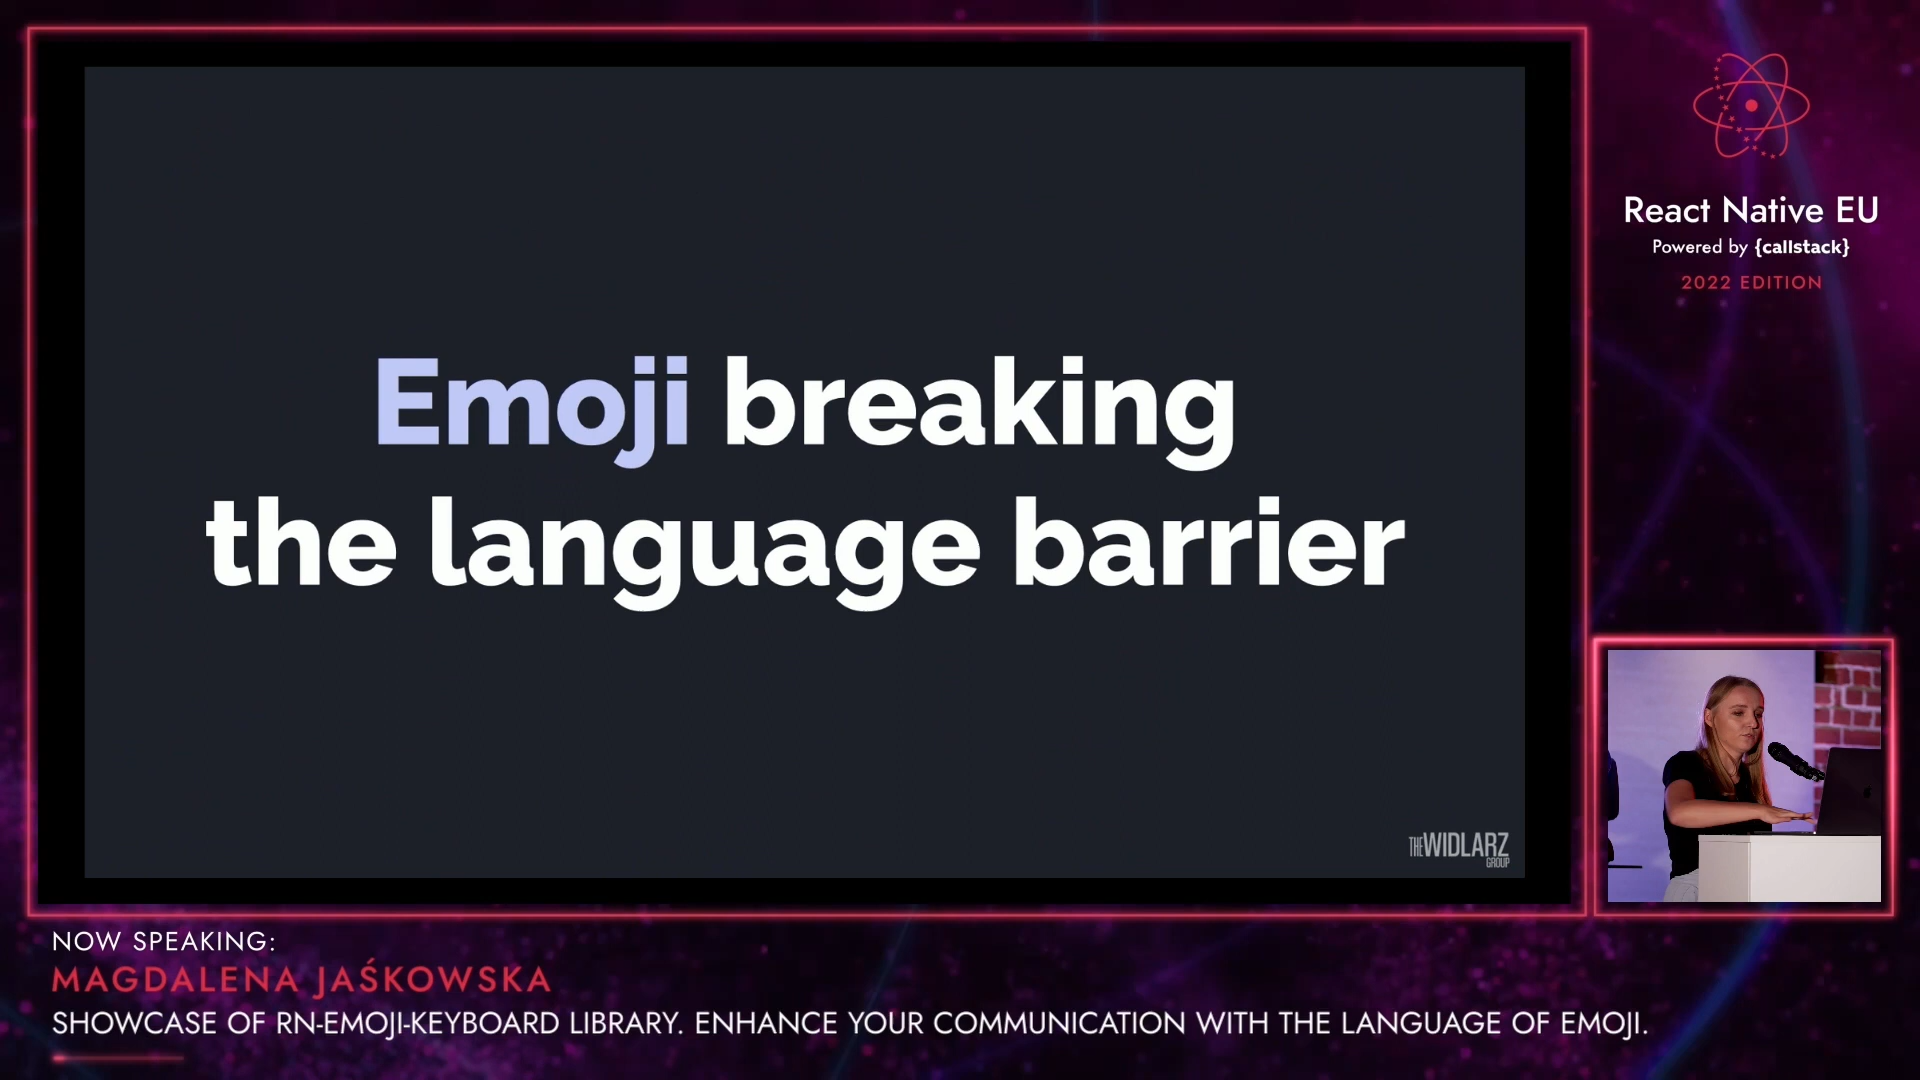 Emoji breaking
the language barrier
THE WIDLARZ
GROUP
React Native EU
Powered by {callstack}
2022 EDITION
NOW SPEAKING:
MAGDALENA JAŚKOWSKA
SHOWCASE OF RN-EMOJI-KEYBOARD LIBRARY. ENHANCE YOUR COMMUNICATION WITH THE LANGUAGE OF EMOJI.